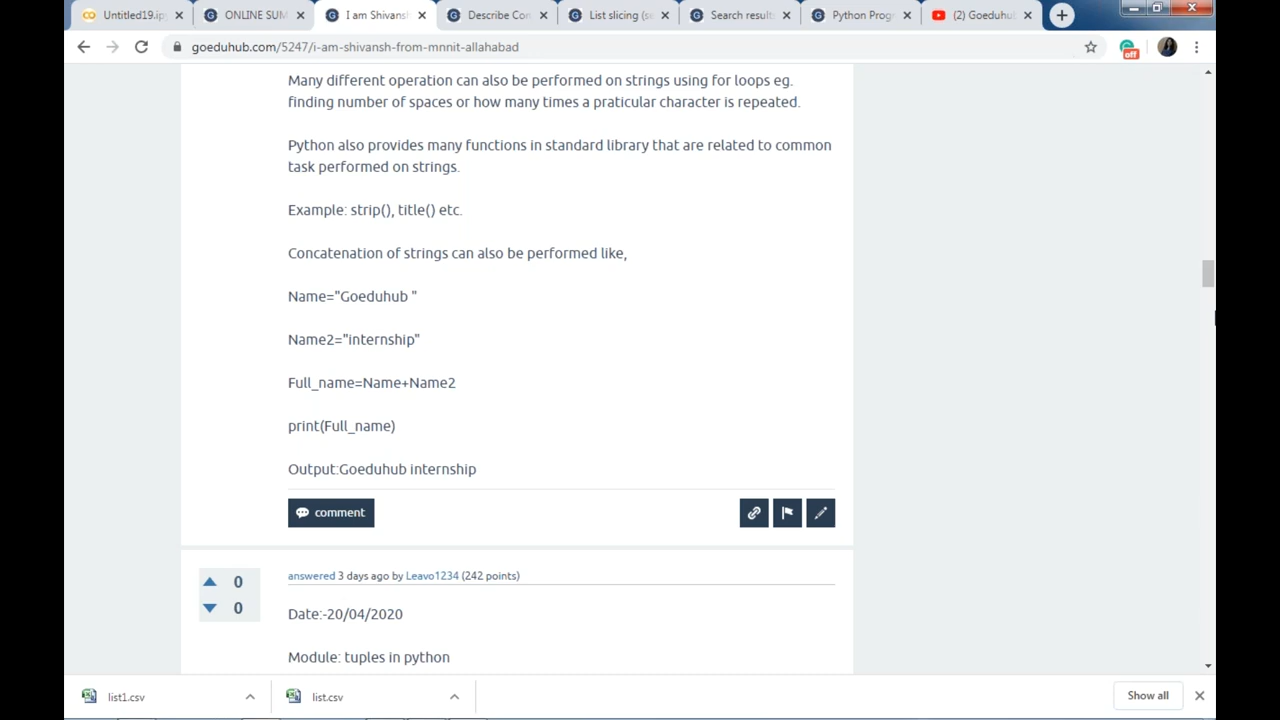 Untitled19.ip
ONLINE SUM
I am Shivansh
Describe Con
List slicing (s
Search result
Python Prog
(2) Goeduhu
goeduhub.com/5247/i-am-shivansh-from-mnnit-allahabad
off
Many different operation can also be performed on strings using for loops eg.
finding number of spaces or how many times a praticular character is repeated.
Python also provides many functions in standard library that are related to common
task performed on strings.
Example: strip(), title() etc.
Concatenation of strings can also be performed like,
Name="Goeduhub "
Name2="internship"
Full_name=Name+Name2
print(Full_name)
Output:Goeduhub internship
comment
0
0
answered 3 days ago by Leavo1234 (242 points)
Date:-20/04/2020
Module: tuples in python
list1.csv
list.csv
Show all